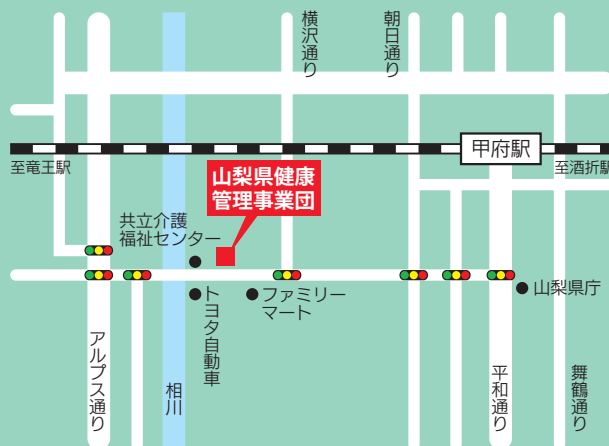 横沢通り
朝日通り
甲府駅
至竜王駅
至酒折駅
山梨県健康
管理事業団
共立介護
福祉センター
トヨタ自動車
ファミリー
マート
山梨県庁
アルプス通り
相川
平和通り
舞鶴通り